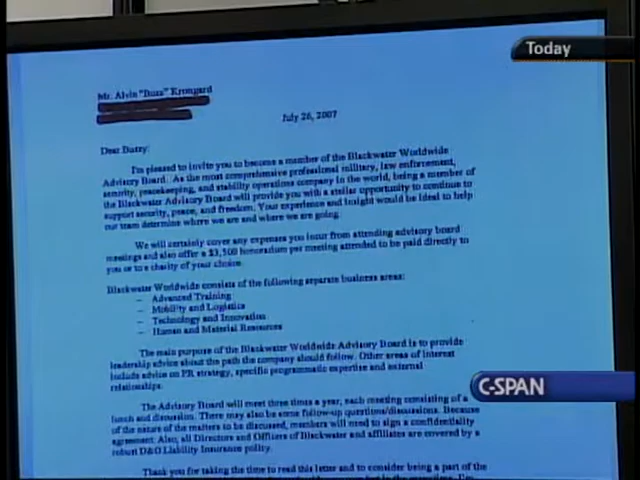 Today
Mr. Alvin "Buzz" Krongard
July 26, 2007
Dear Buzzy:
I'm pleased to invite you to become a member of the Blackwater Worldwide
Advisory Board. As the most comprehensive professional military, law enforcement,
security, peacekeeping, and stability operations company in the world, being a member of
the Blackwater Advisory Board will provide you with a stellar opportunity to continue to
support security, peace, and freedom. Your experience and insight would be ideal to help
our team determine where we are and where we are going.
We will certainly cover any expenses you incur from attending advisory board
meetings and also offer a $3,500 honorarium per meeting attended to be paid directly to
you or to a charity of your choice.
Blackwater Worldwide consists of the following separate business areas:
– Advanced Training
– Mobility and Logistics
– Technology and Innovation
– Human and Material Resources
The main purpose of the Blackwater Worldwide Advisory Board is to provide
leadership advice about the path the company should follow. Other areas of interest
include advice on PR strategy, specific programmatic expertise and external
relationships.
C-SPAN
The Advisory Board will meet three times a year, each meeting consisting of a
lunch and discussion. There may also be some follow-up questions/discussions. Because
of the nature of the matters to be discussed, members will need to sign a confidentiality
agreement. Also, all Directors and Officers of Blackwater and affiliates are covered by a
robust D&O Liability Insurance policy.
Thank you for taking the time to read this letter and to consider being a part of the